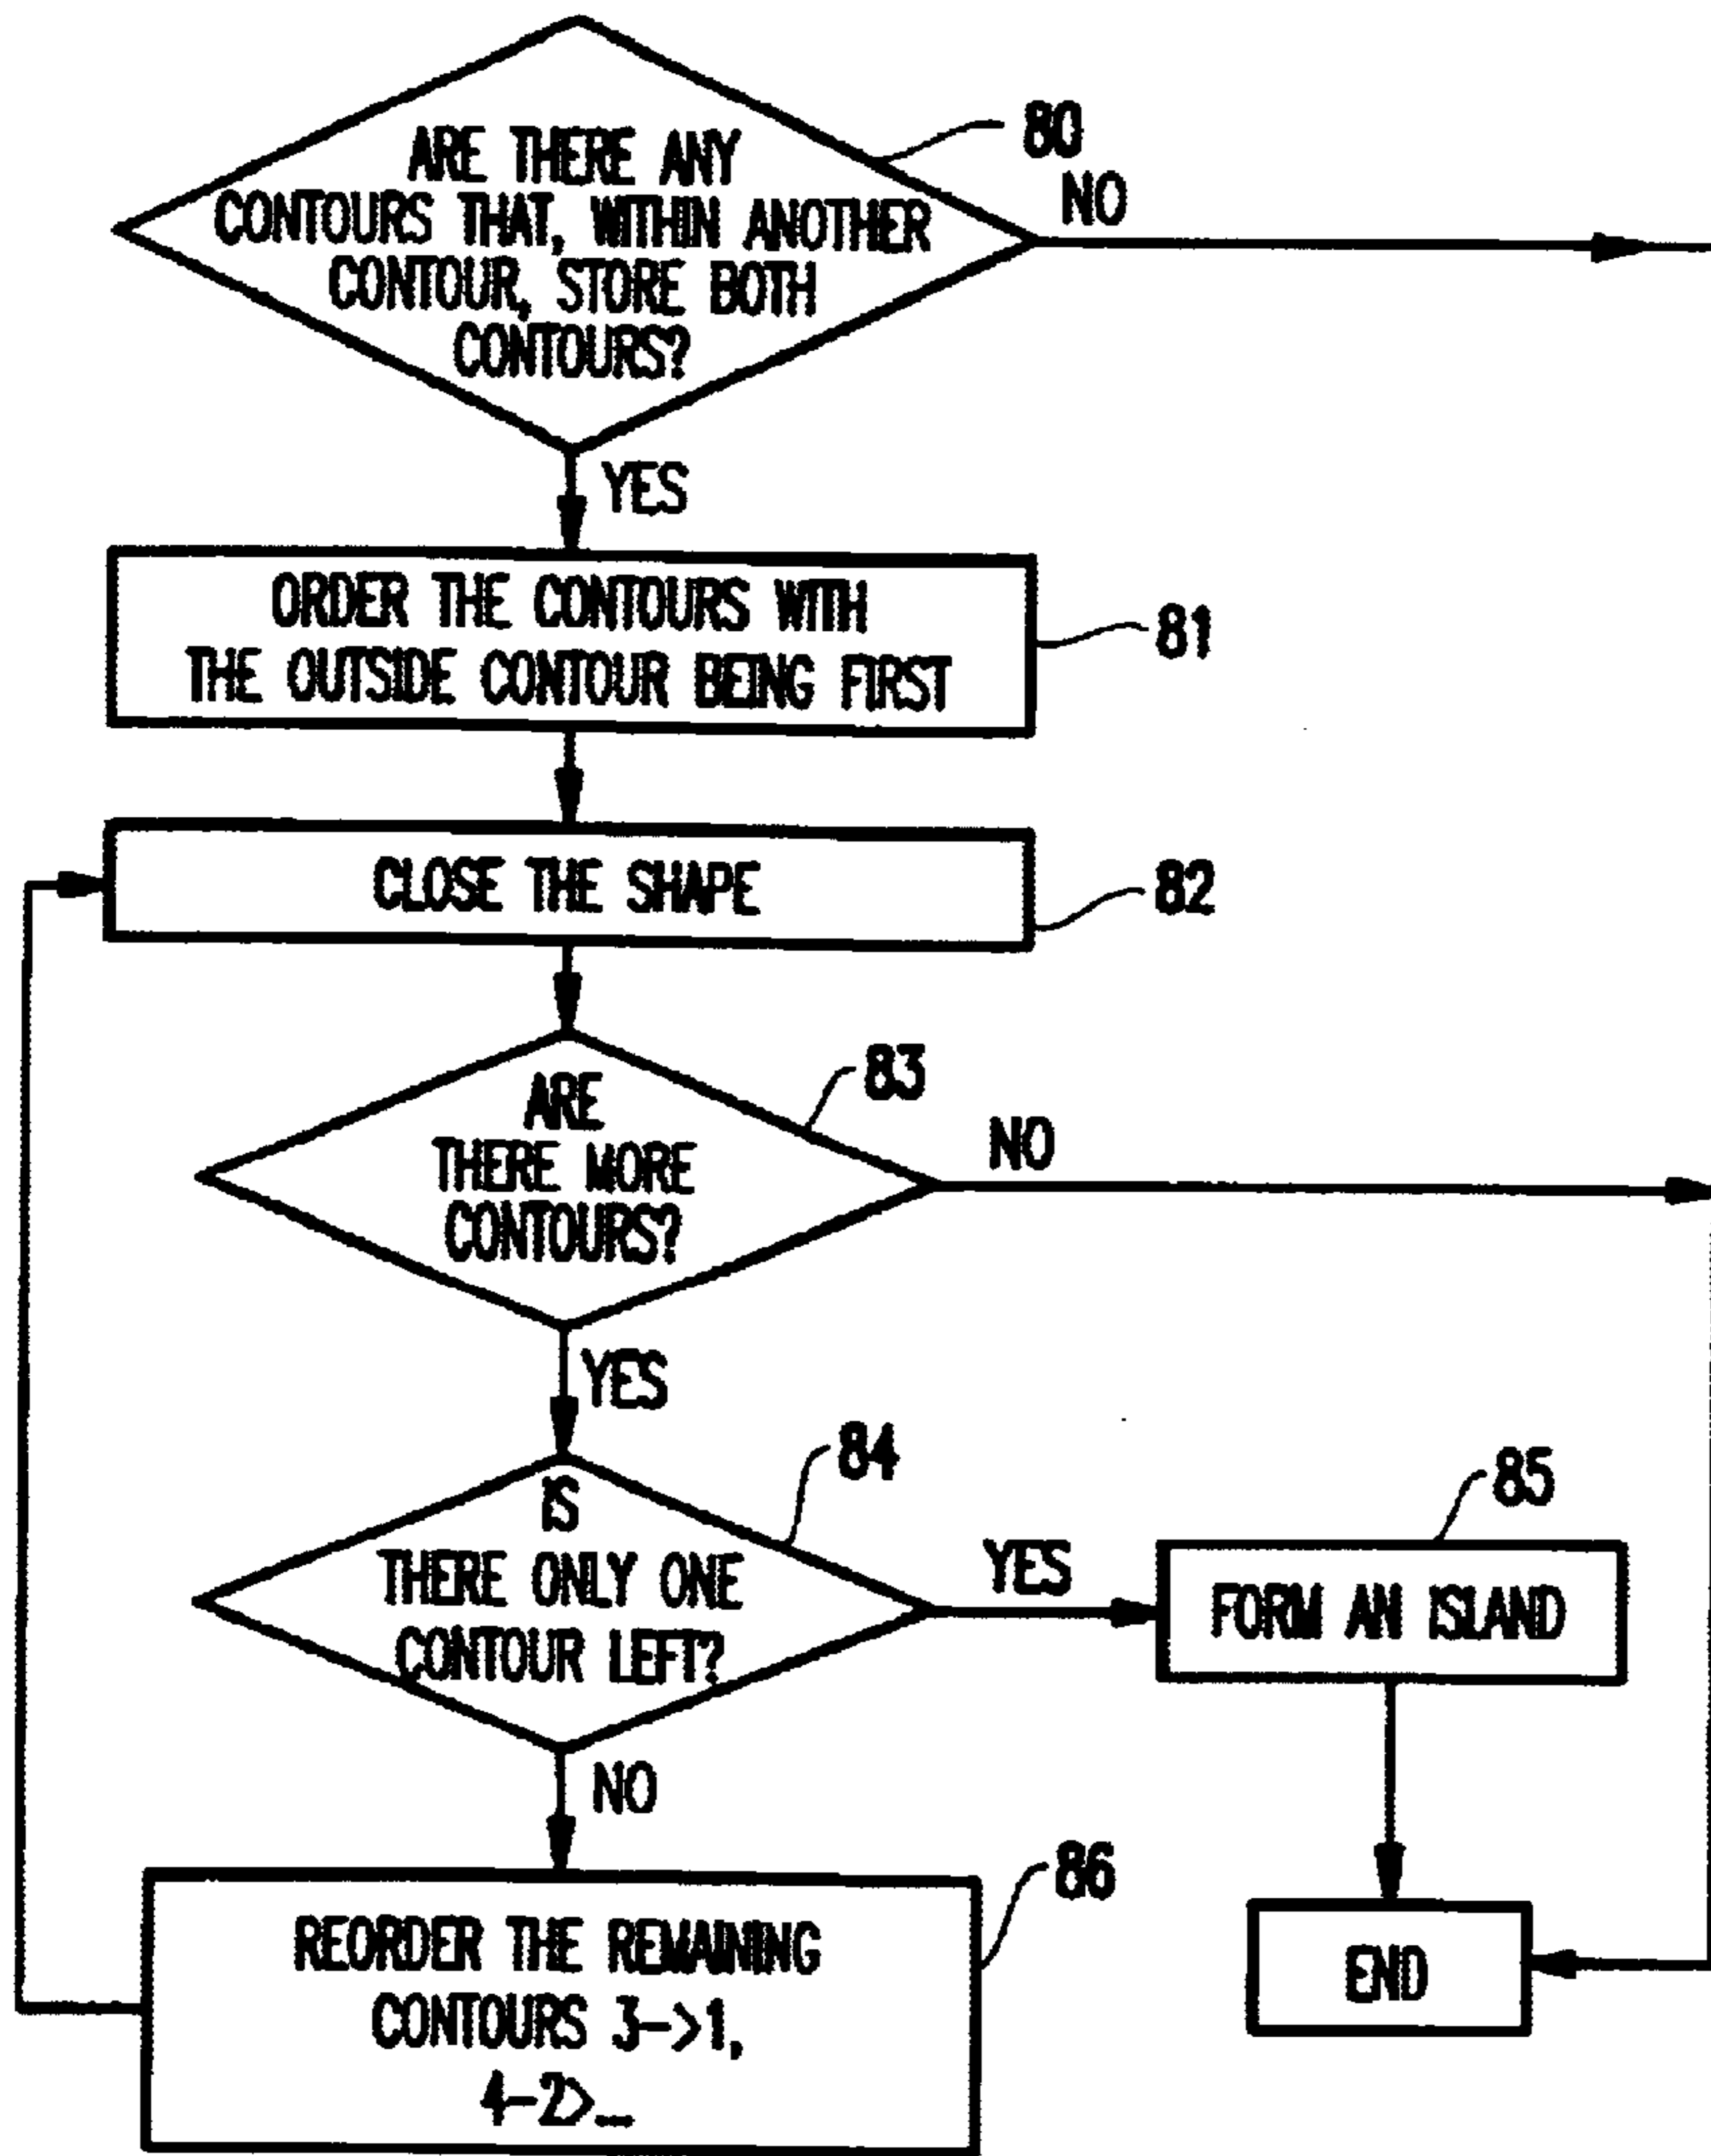 ARE THERE ANY
CONTOURS THAT, WITHIN ANOTHER
CONTOUR, STORE BOTH
CONTOURS?
80
NO
YES
ORDER THE CONTOURS WITH
THE OUTSIDE CONTOUR BEING FIRST
81
CLOSE THE SHAPE
82
ARE
THERE MORE
CONTOURS?
83
NO
YES
IS
THERE ONLY ONE
CONTOUR LEFT?
84
YES
85
FORM AN ISLAND
NO
REORDER THE REMAINING
CONTOURS 3->1,
4-2>...
86
END